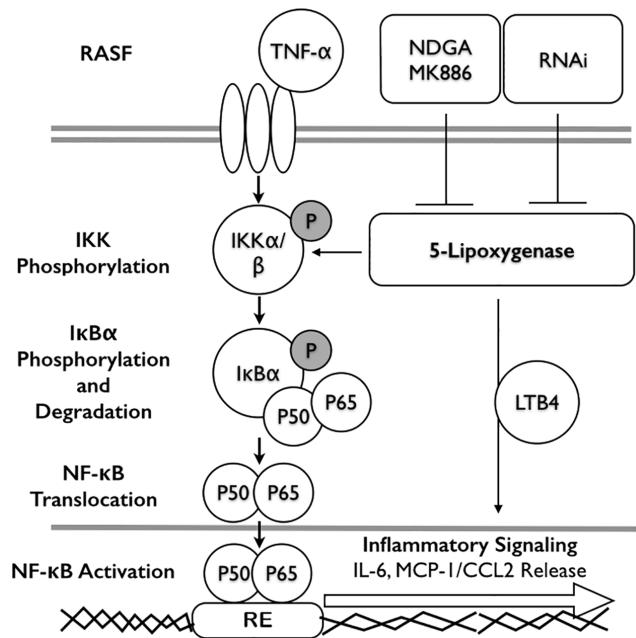 RASF
TNF-α
NDGA
MK886
RNAi
IKK
Phosphorylation
IKKα/
β
P
5-Lipoxygenase
IκBα
Phosphorylation
and
Degradation
IκBα
P
P50
P65
LTB4
NF-κB
Translocation
P50
P65
NF-κB Activation
P50
P65
RE
Inflammatory Signaling
IL-6, MCP-1/CCL2 Release